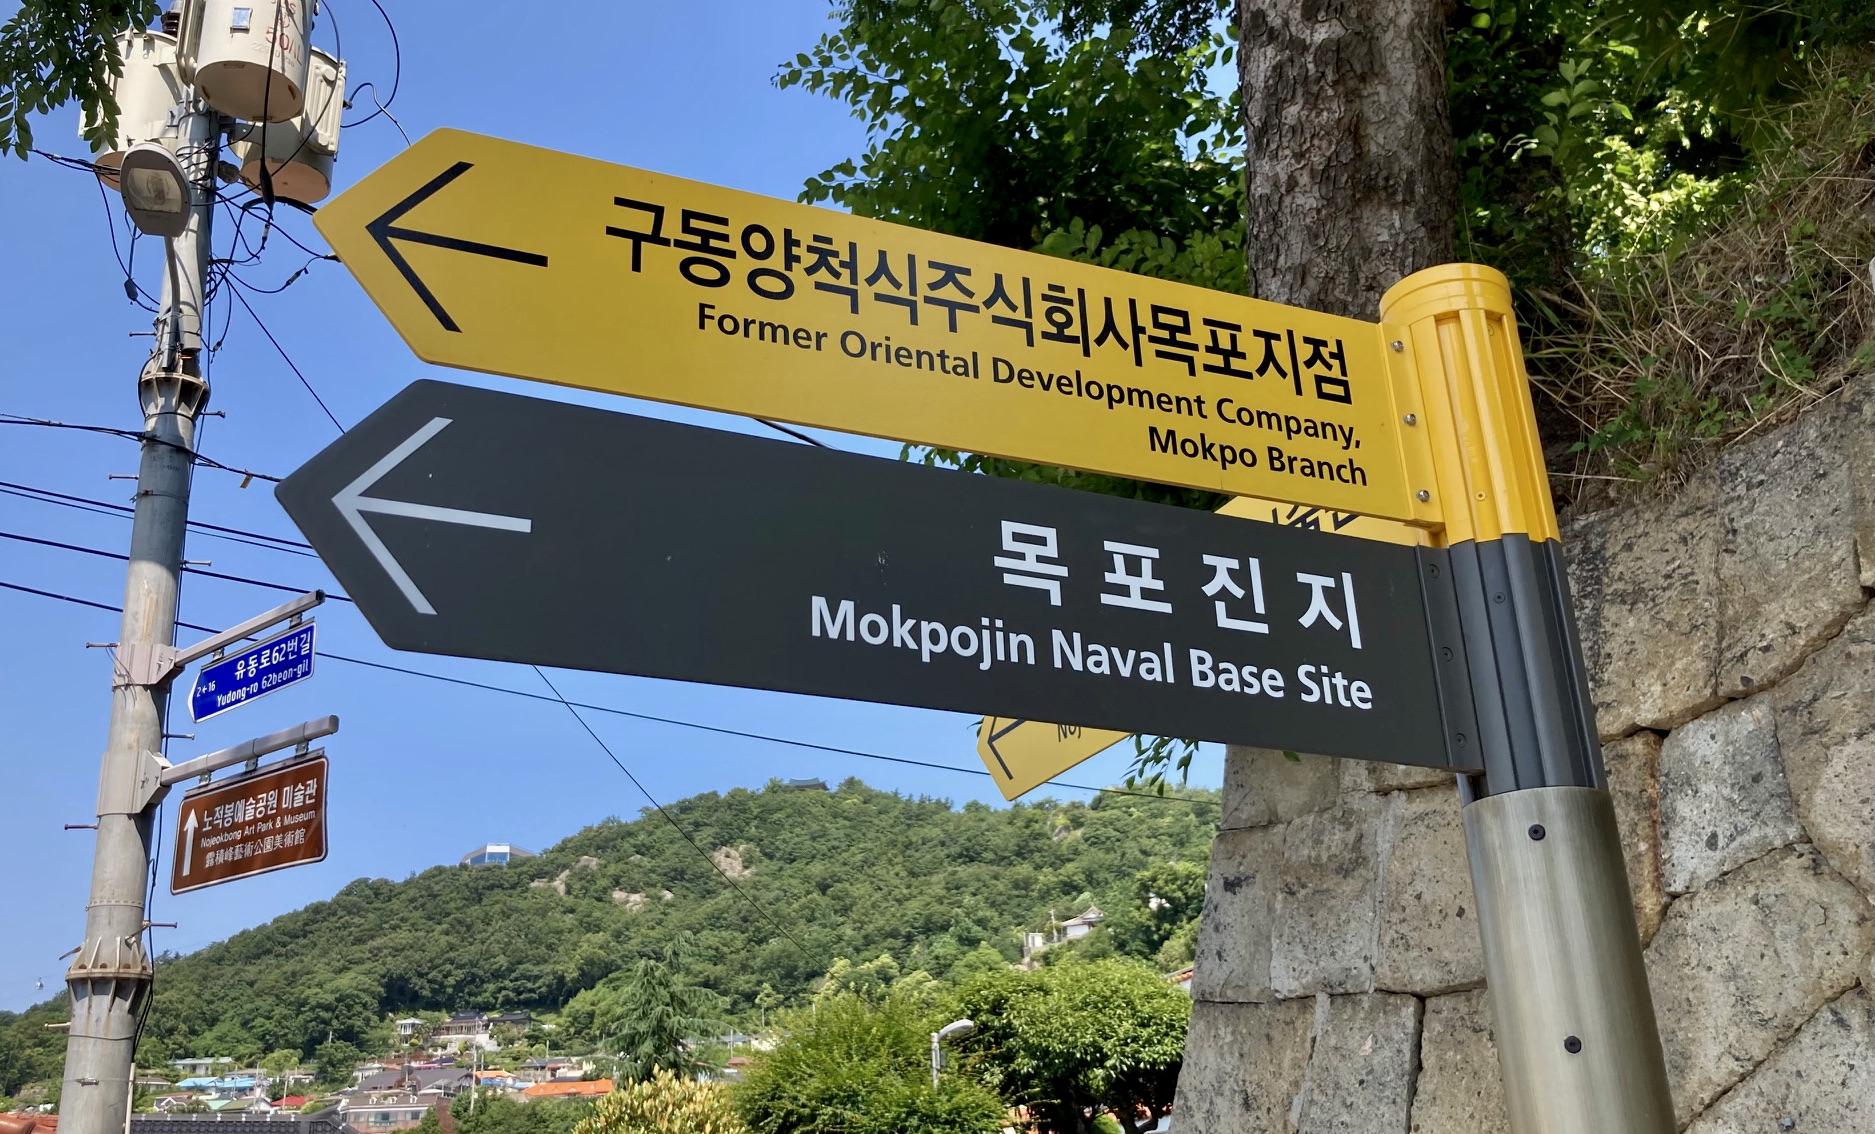 구동양척식주식회사목포지점
Former Oriental Development Company,
Mokpo Branch
목포진지
Mokpojin Naval Base Site
유동로62번길
2←16
Yudong-ro 62beon-gil
노적봉예술공원 미술관
Nojeokbong Art Park & Museum
露積峰藝術公園美術館